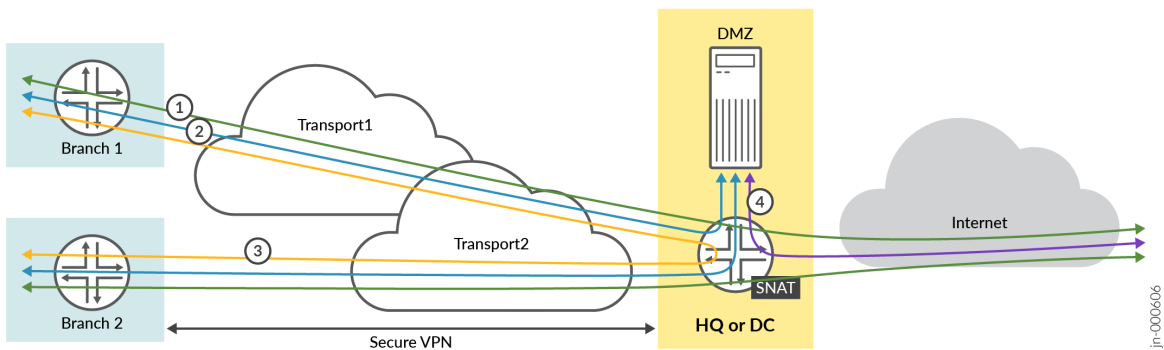 DMZ
1
Transport1
2
Branch 1
4
Internet
Transport2
3
SNAT
Branch 2
HQ or DC
Secure VPN
jn-000606